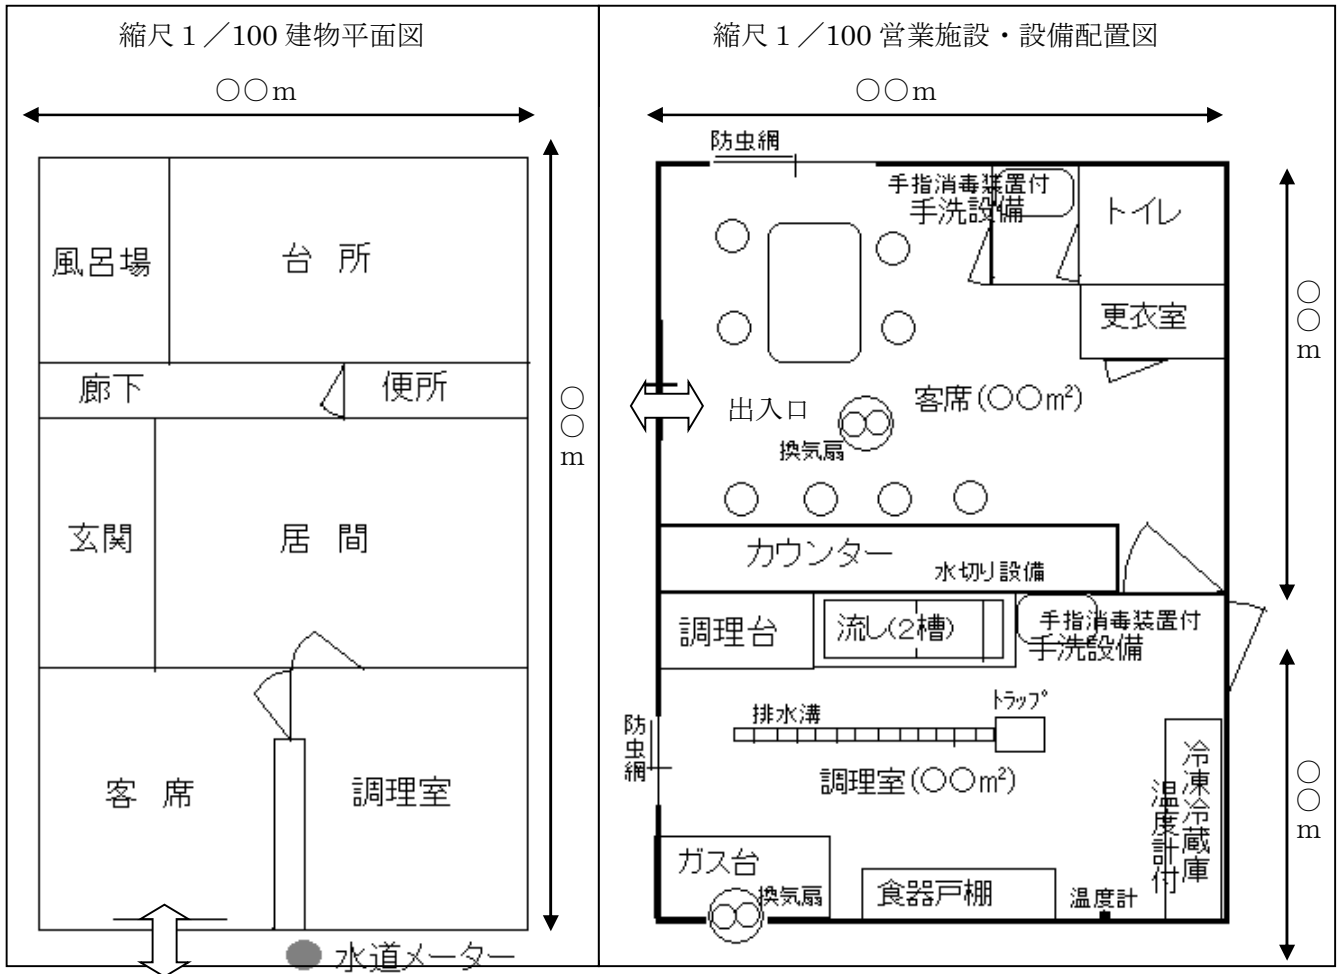 縮尺１／100 建物平面図
〇〇ｍ
風呂場
台 所
廊下
便所
〇〇ｍ
玄関
居 間
客 席
調理室
水道メーター
縮尺１／100 営業施設・設備配置図
〇〇ｍ
防虫網
手指消毒装置付
手洗設備
トイレ
更衣室
〇〇ｍ
客席(〇〇㎡)
出入口
換気扇
カウンター
水切り設備
調理台
流し(2槽)
手指消毒装置付
手洗設備
トラップ
排水溝
防虫網
調理室(〇〇㎡)
冷凍冷蔵庫
温度計付
〇〇ｍ
ガス台
換気扇
食器戸棚
温度計